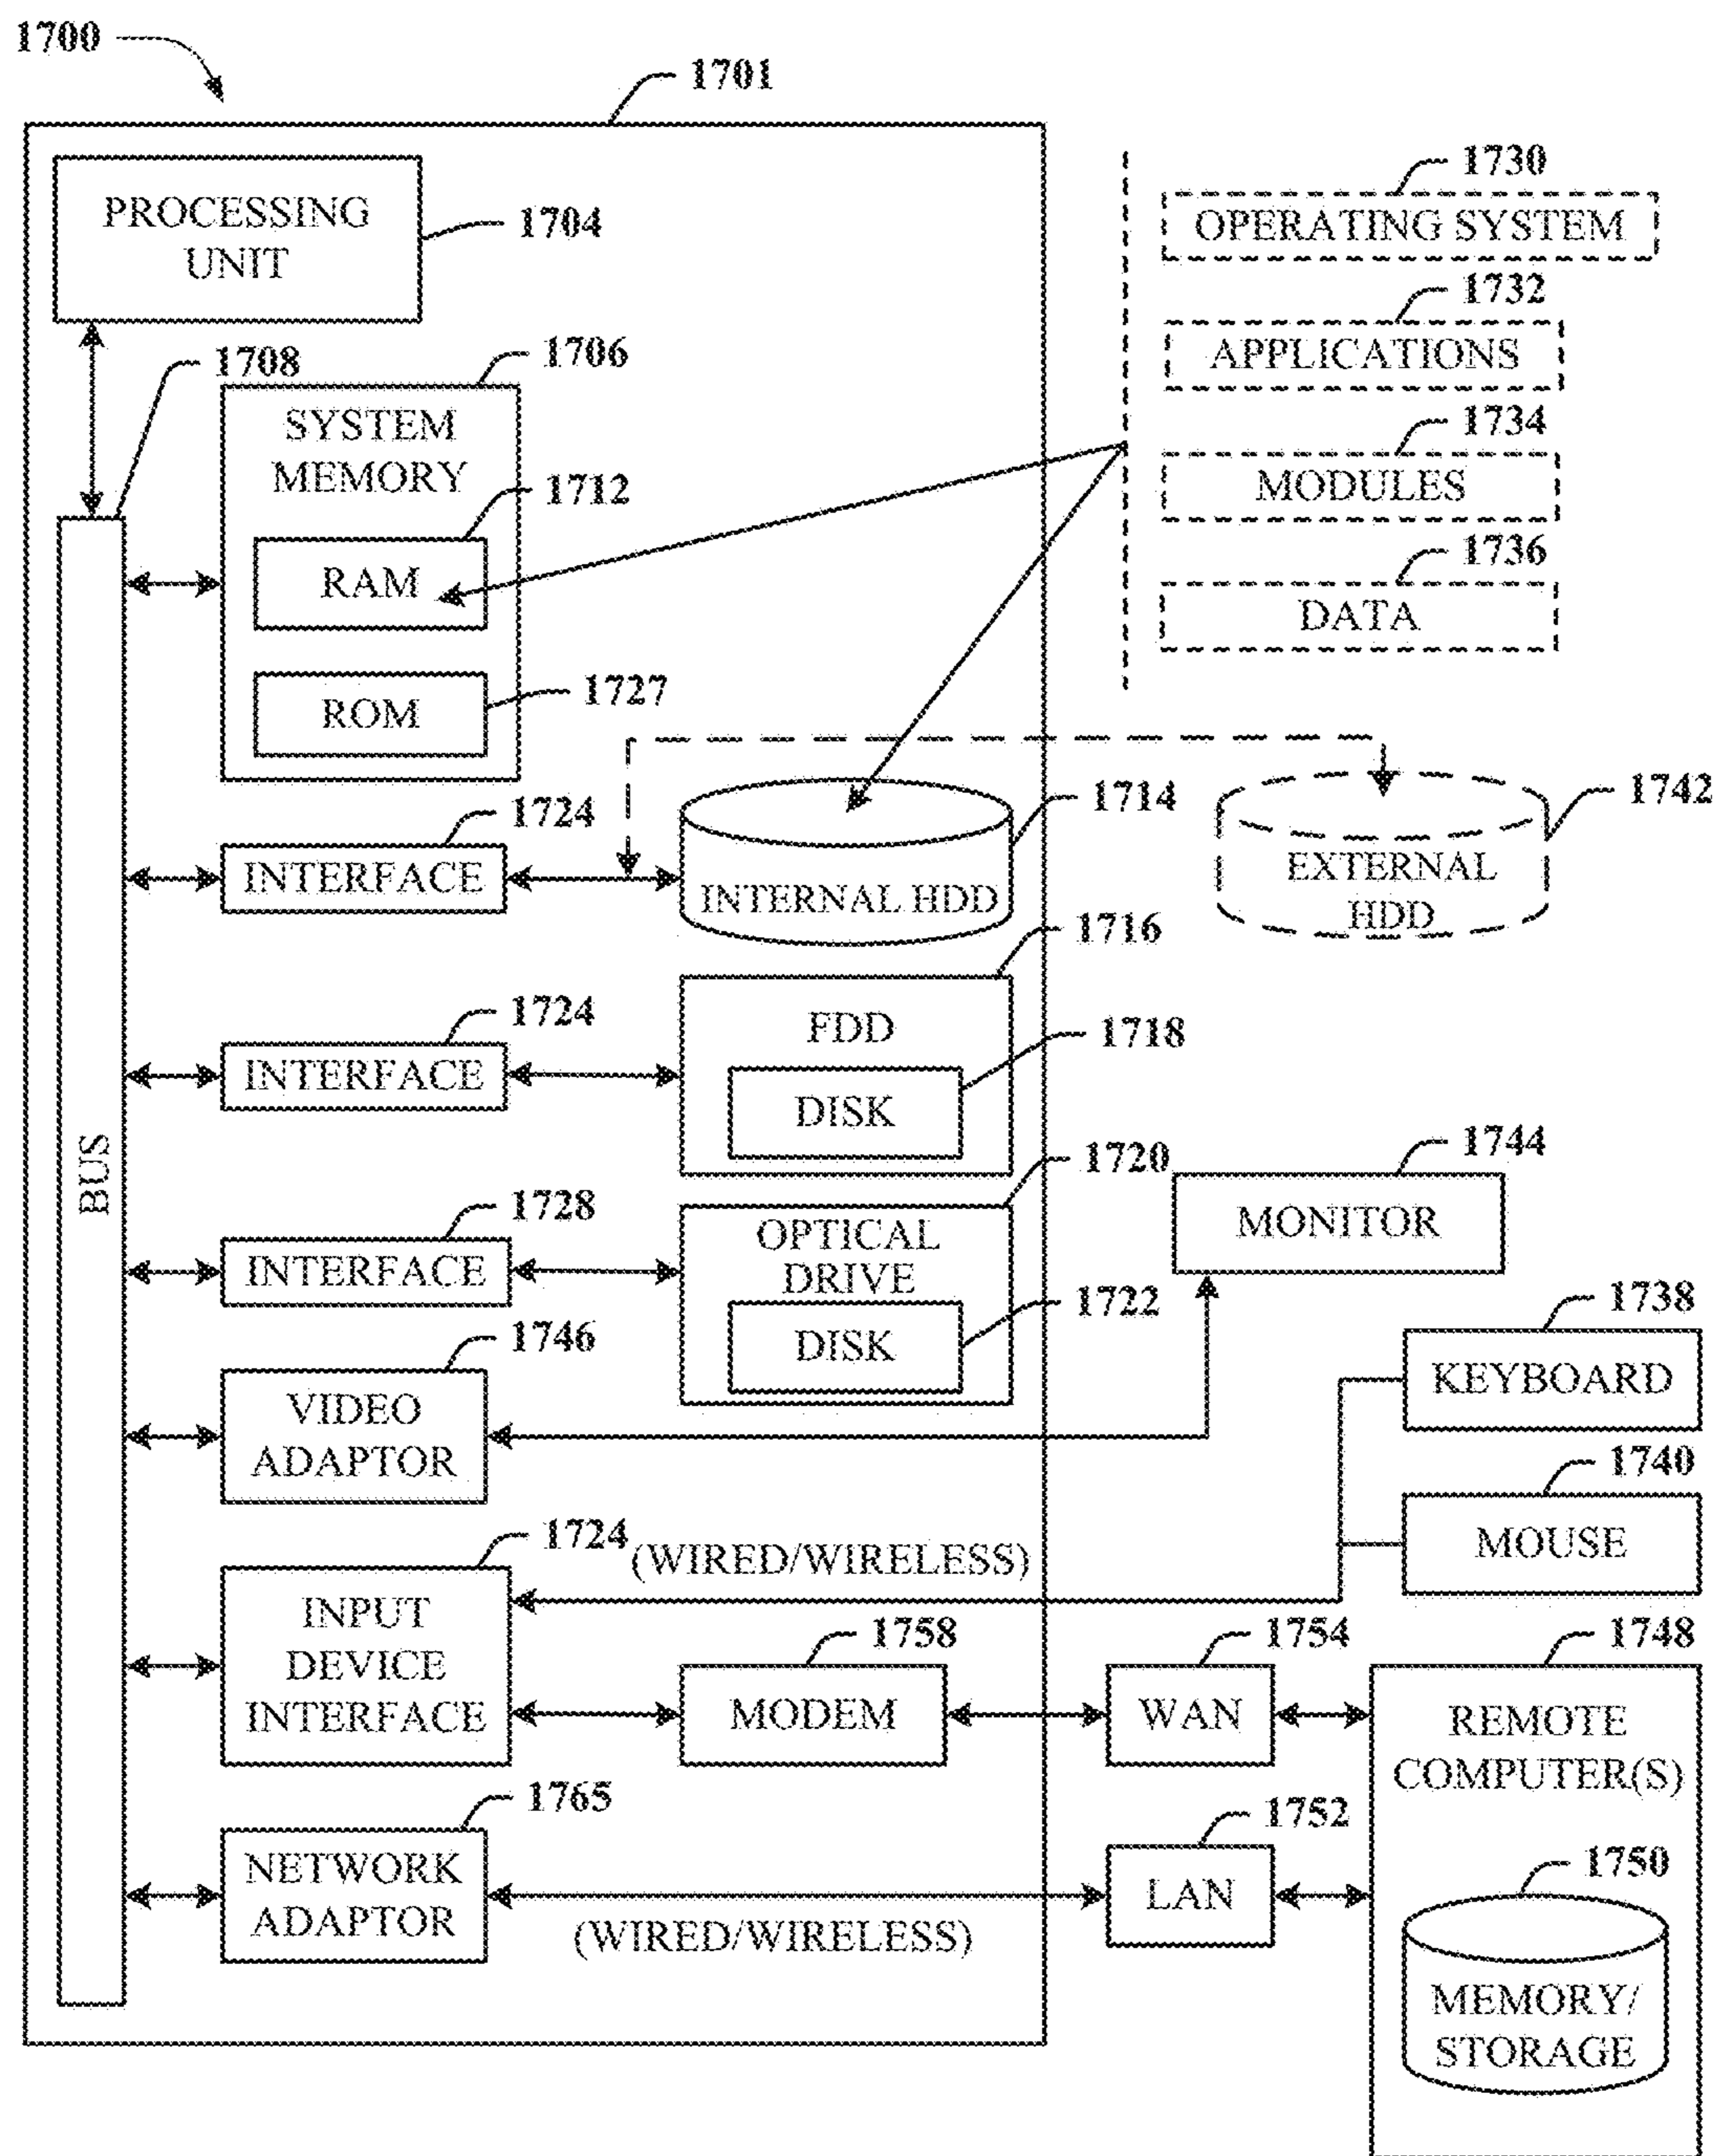 1700
1701
PROCESSING
UNIT
1704
1730
OPERATING SYSTEM
1732
APPLICATIONS
1734
MODULES
1736
DATA
1708
1706
SYSTEM
MEMORY
1712
RAM
1727
ROM
BUS
1724
INTERFACE
1714
INTERNAL HDD
1742
EXTERNAL
HDD
1724
INTERFACE
1716
FDD
1718
DISK
1728
INTERFACE
1720
OPTICAL
DRIVE
1722
DISK
1744
MONITOR
1746
VIDEO
ADAPTOR
1738
KEYBOARD
1740
MOUSE
1724
(WIRED/WIRELESS)
INPUT
DEVICE
INTERFACE
1758
MODEM
1754
WAN
1748
REMOTE
COMPUTER(S)
1765
NETWORK
ADAPTOR
(WIRED/WIRELESS)
1752
LAN
1750
MEMORY/
STORAGE